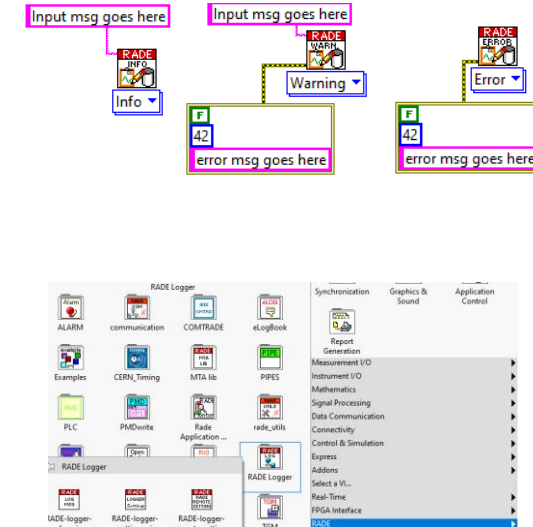 Input msg goes here
Input msg goes here
RADE
INFO
RADE
WARN
RADE
ERROR
Info
Warning
Error
F
42
error msg goes here
F
42
error msg goes here
RADE Logger
ALARM
communication
COMTRADE
eLogBook
Examples
CERN_Timing
MTA lib
PIPES
PLC
PMDwrite
Rade
Application ...
rade_utils
RADE Logger
RADE Logger
RADE-logger-
RADE-logger-
RADE-logger-
TGM
Synchronization
Graphics &
Sound
Application
Control
Report
Generation
Measurement I/O
Instrument I/O
Mathematics
Signal Processing
Data Communication
Connectivity
Control & Simulation
Express
Addons
Select a VI...
Real-Time
FPGA Interface
RADE